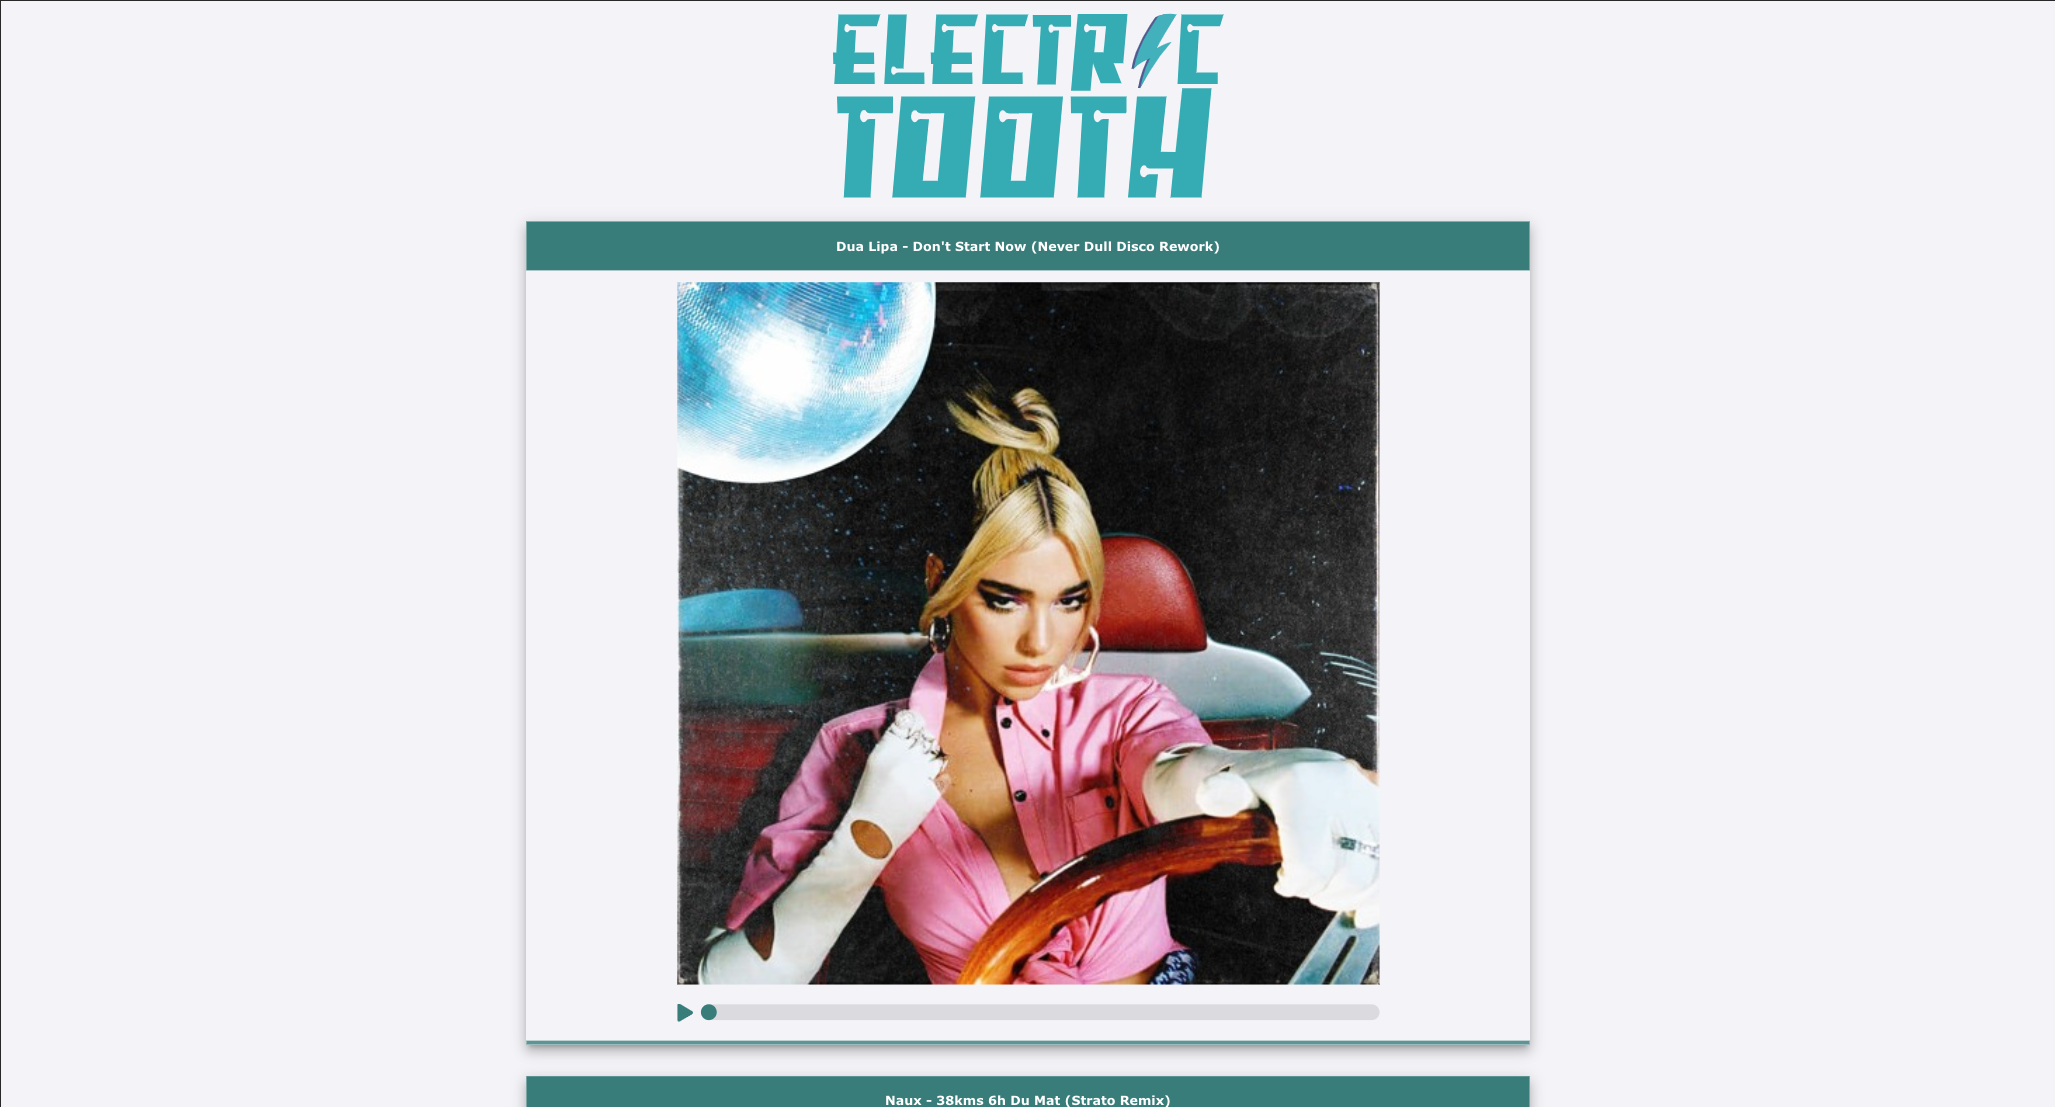 ELECTRIC
TOOTH
Dua Lipa - Don't Start Now (Never Dull Disco Rework)
Naux - 38kms 6h Du Mat (Strato Remix)